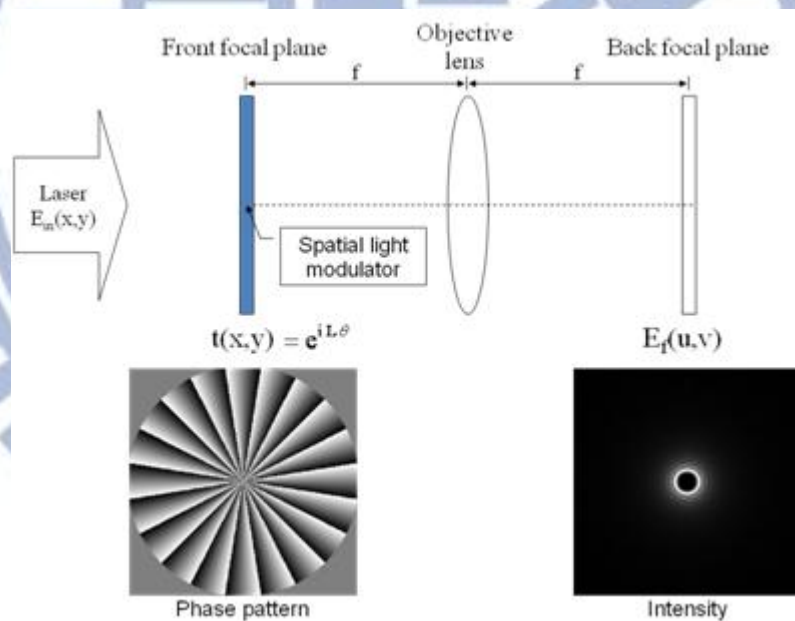 Front focal plane
Objective
lens
Back focal plane
f
f
Laser
E_in(x,y)
Spatial light
modulator
t(x,y) = e^{iLθ}
E_f(u,v)
Phase pattern
Intensity